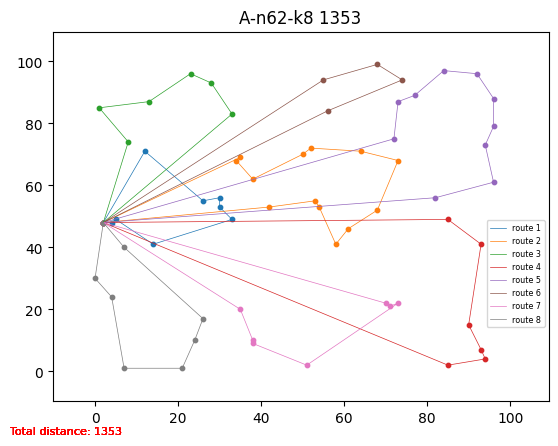 A-n62-k8 1353
100
80
60
40
20
0
0 20 40 60 80 100
route 1
route 2
route 3
route 4
route 5
route 6
route 7
route 8
Total distance: 1353